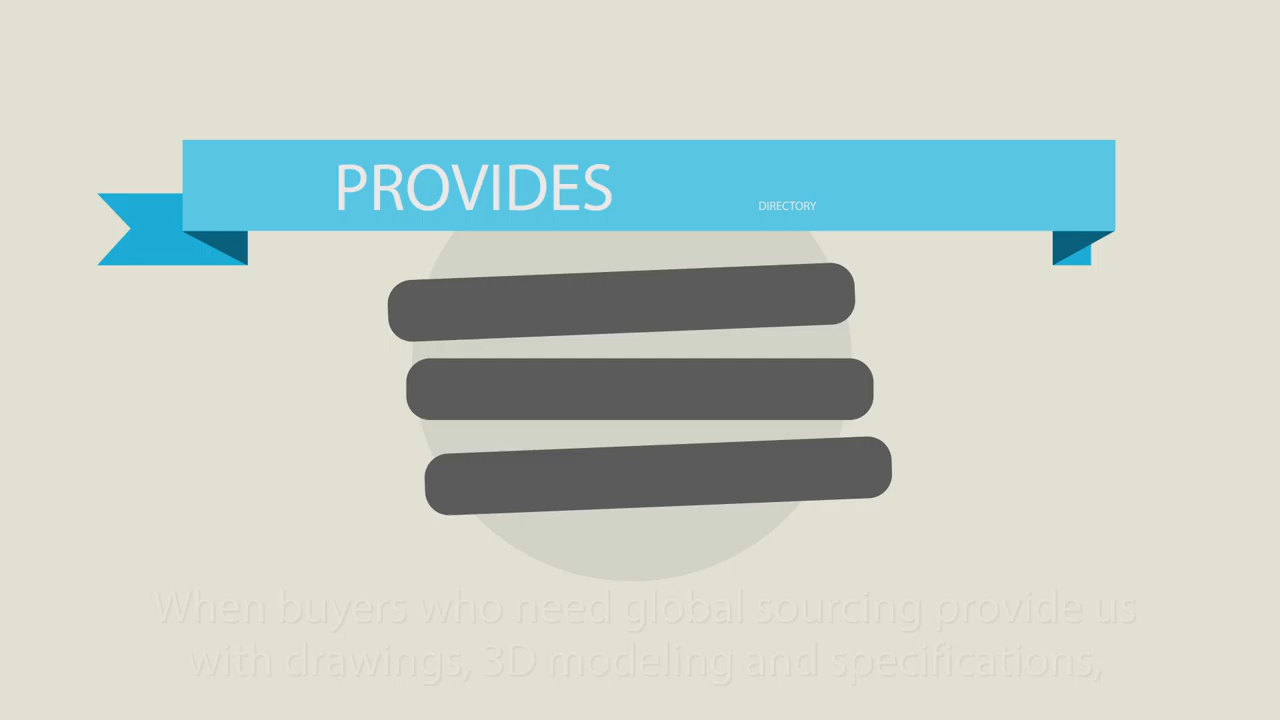 PROVIDES DIRECTORY
When buyers who need global sourcing provide us
with drawings, 3D modeling and specifications,